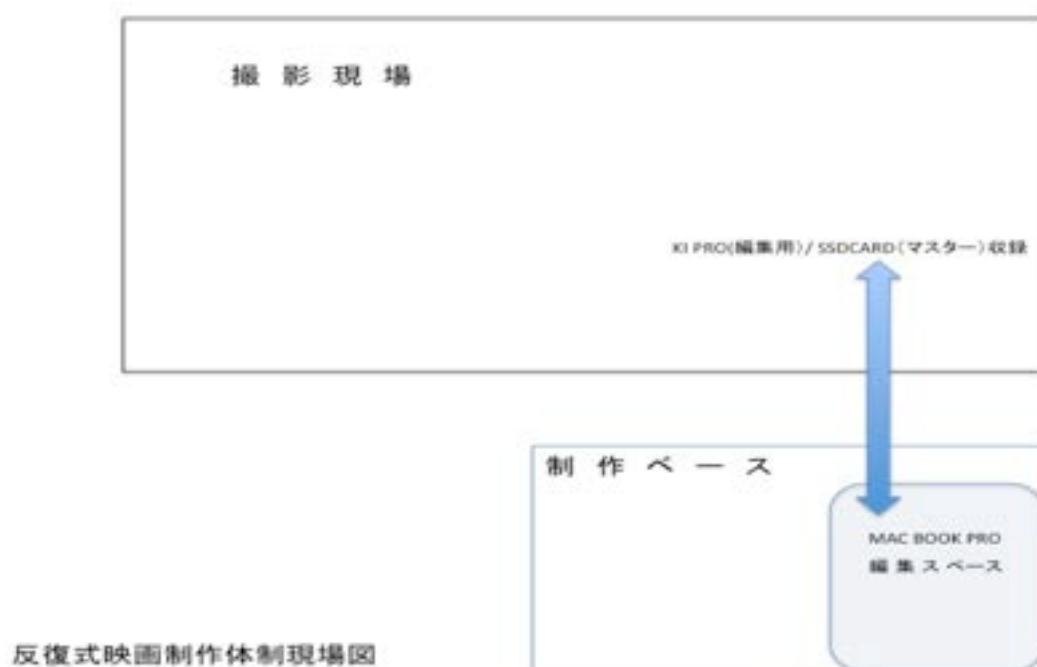 撮影現場
KI PRO(編集用)/ SSDCARD(マスター)収録
制作ベース
MAC BOOK PRO
編集スペース
反復式映画制作体制現場図